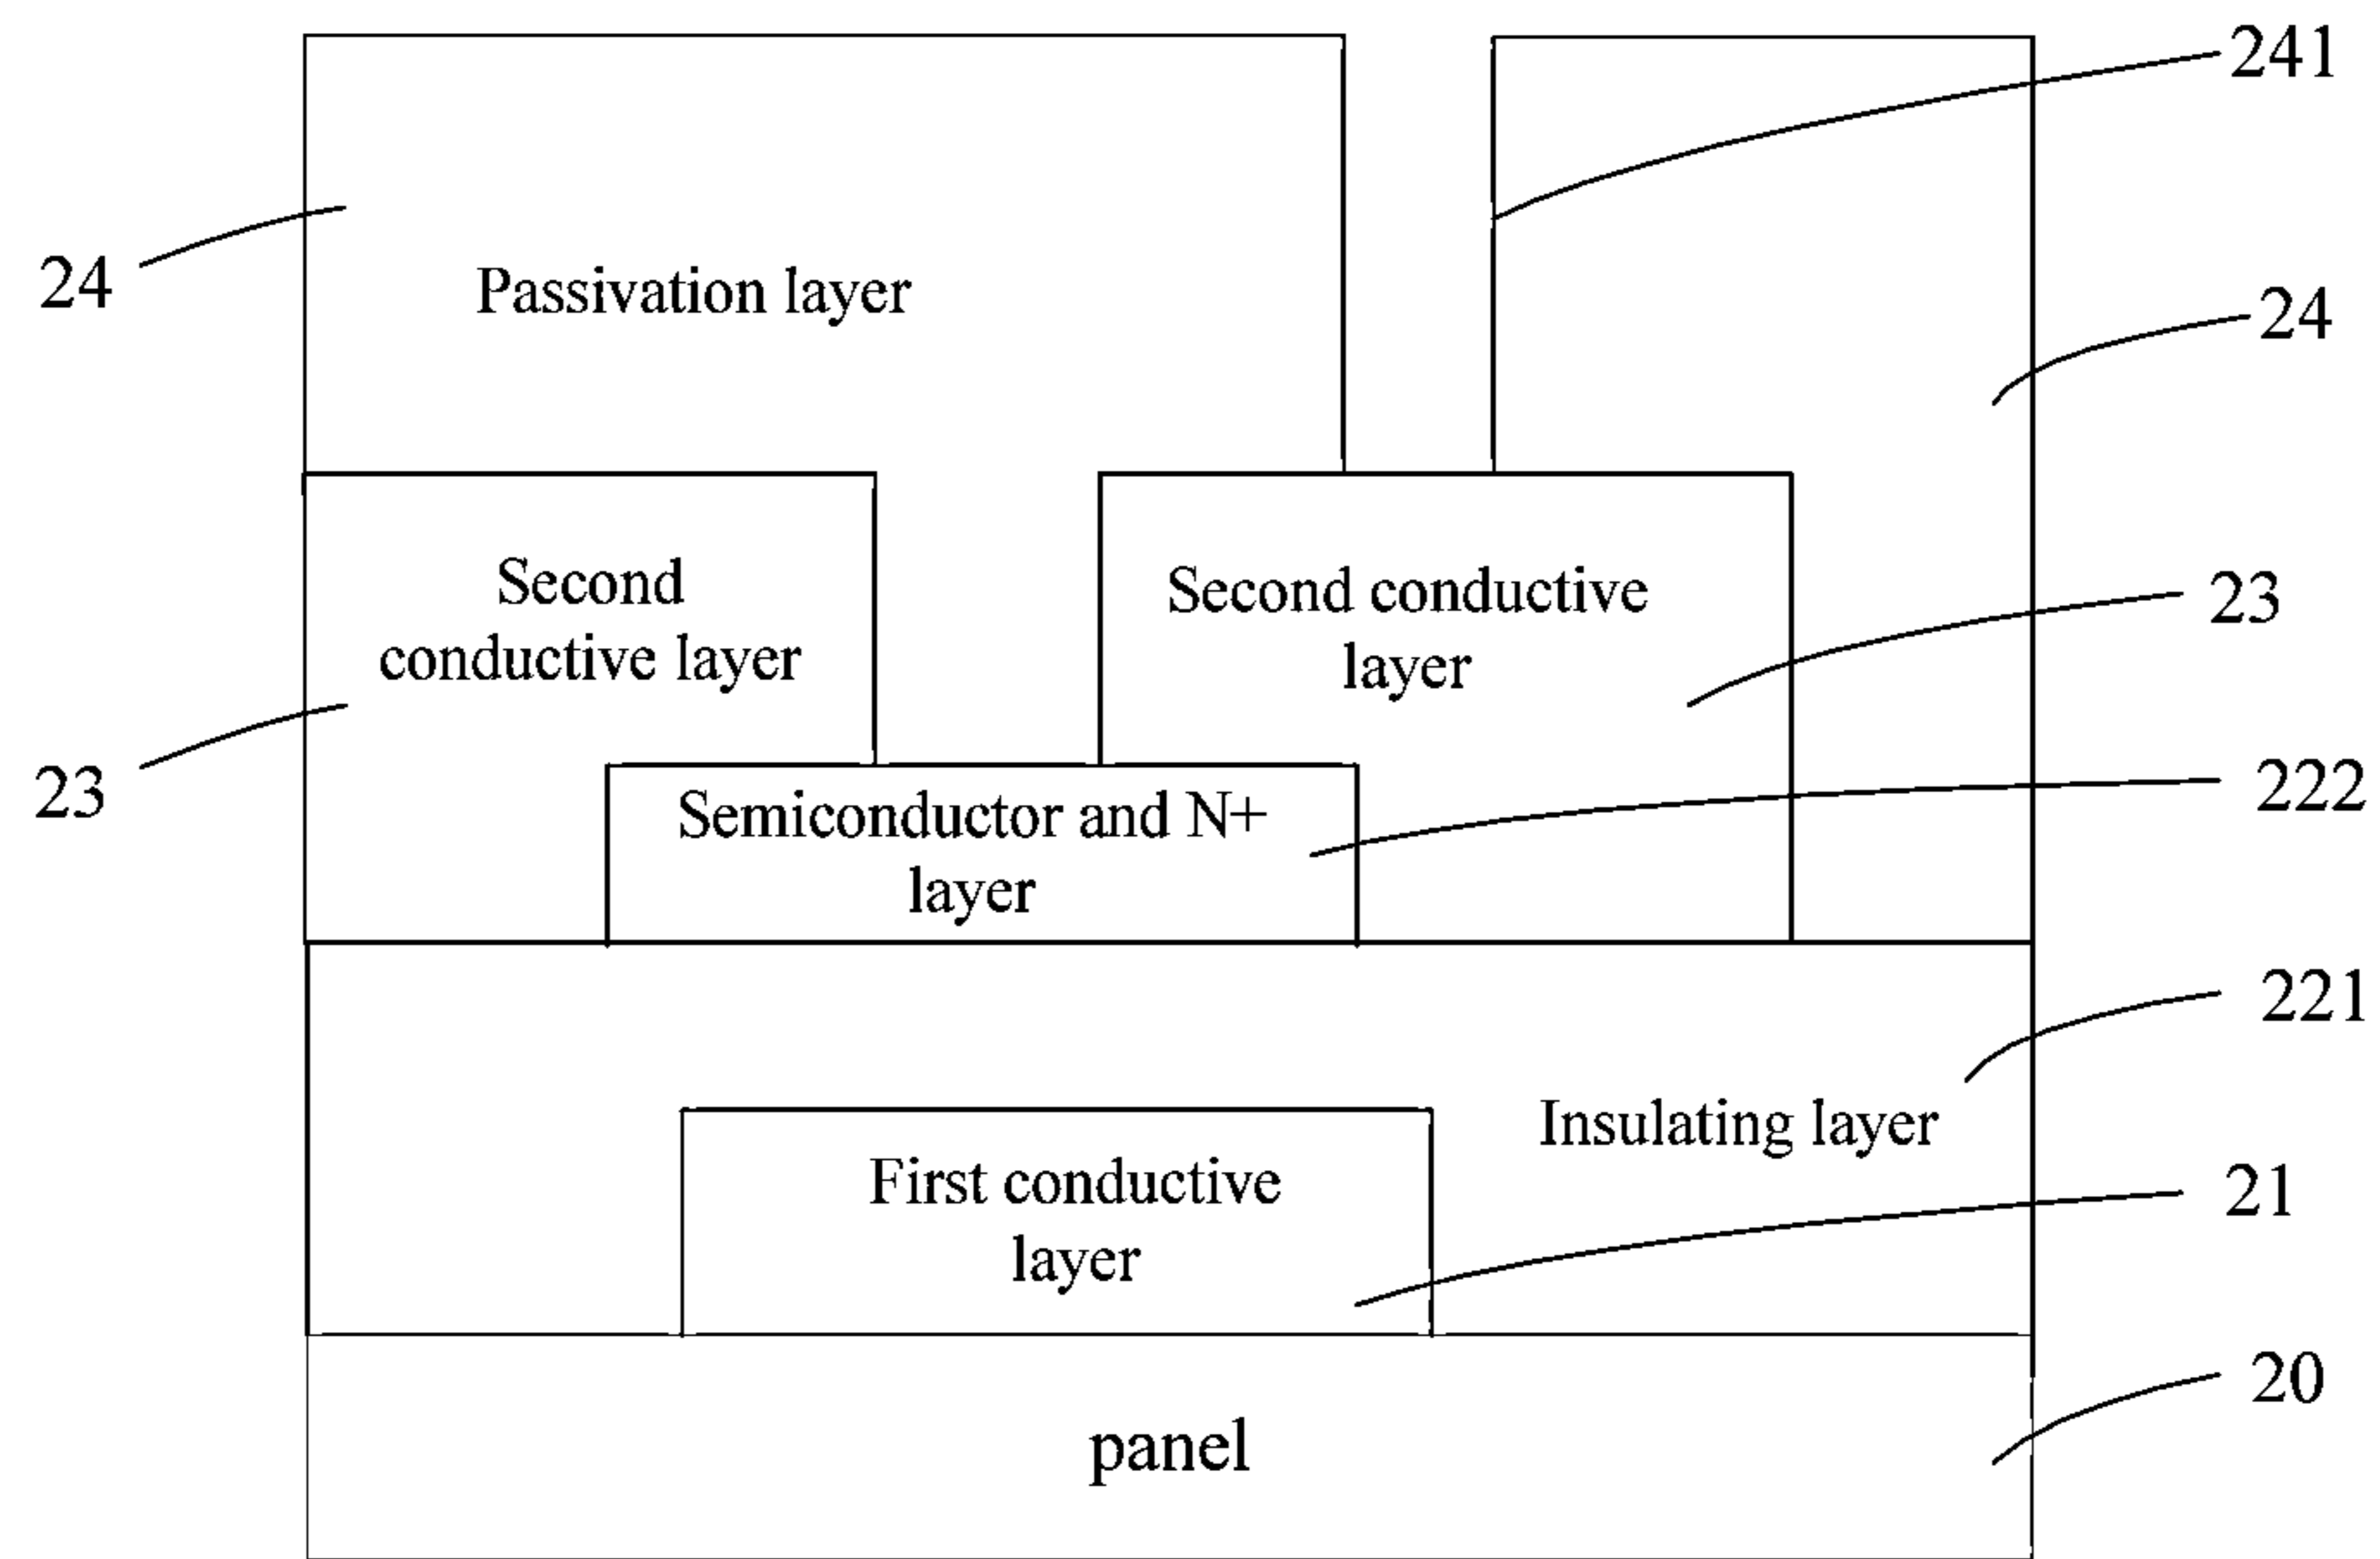 241
24
Passivation layer
24
Second
conductive layer
Second conductive
layer
23
23
Semiconductor and N+
layer
222
221
Insulating layer
First conductive
layer
21
20
panel